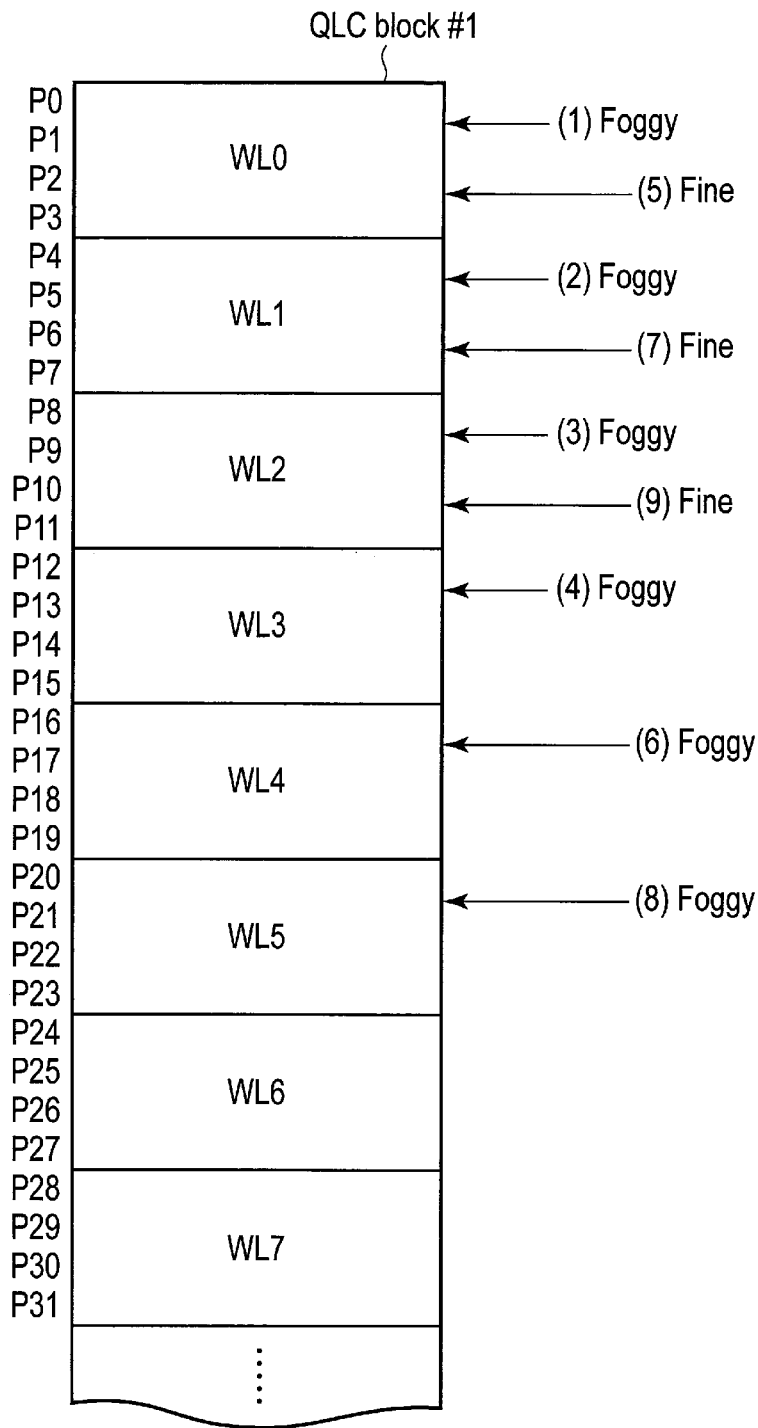 QLC block #1
P0
P1
P2
P3
WL0
(1) Foggy
(5) Fine
P4
P5
P6
P7
WL1
(2) Foggy
(7) Fine
P8
P9
P10
P11
WL2
(3) Foggy
(9) Fine
P12
P13
P14
P15
WL3
(4) Foggy
P16
P17
P18
P19
WL4
(6) Foggy
P20
P21
P22
P23
WL5
(8) Foggy
P24
P25
P26
P27
WL6
P28
P29
P30
P31
WL7